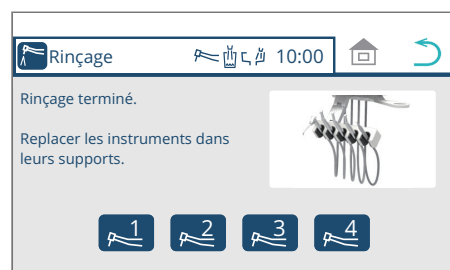 Rinçage 10:00
Rinçage terminé.
Replacer les instruments dans
leurs supports.
1 2 3 4